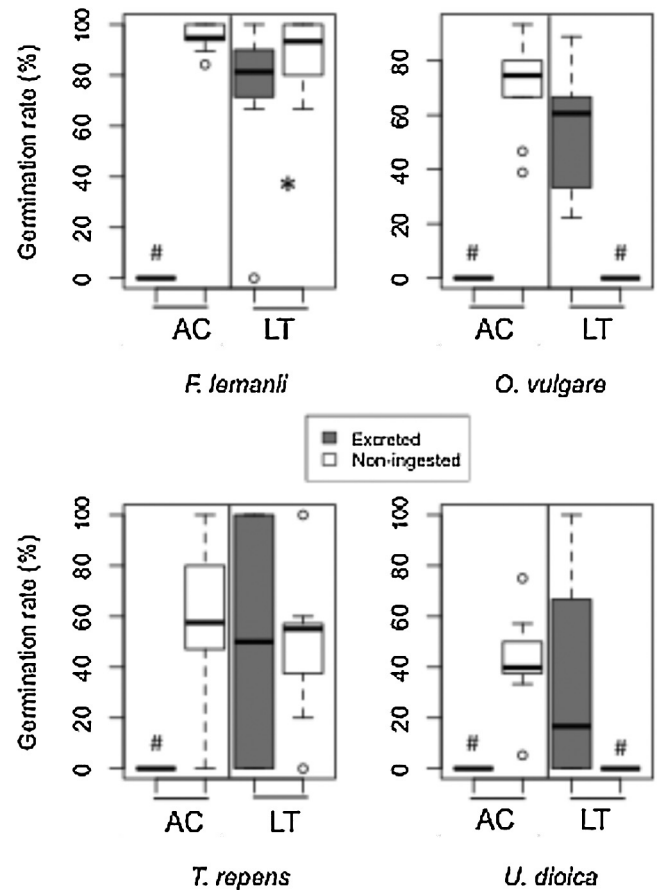 Germination rate (%)
0 20 40 60 80 100
#
*
AC LT
F. lemanii
0 20 40 60 80
# #
AC LT
O. vulgare
Excreted
Non-ingested
Germination rate (%)
0 20 40 60 80 100
#
AC LT
T. repens
0 20 40 60 80 100
# #
AC LT
U. dioica